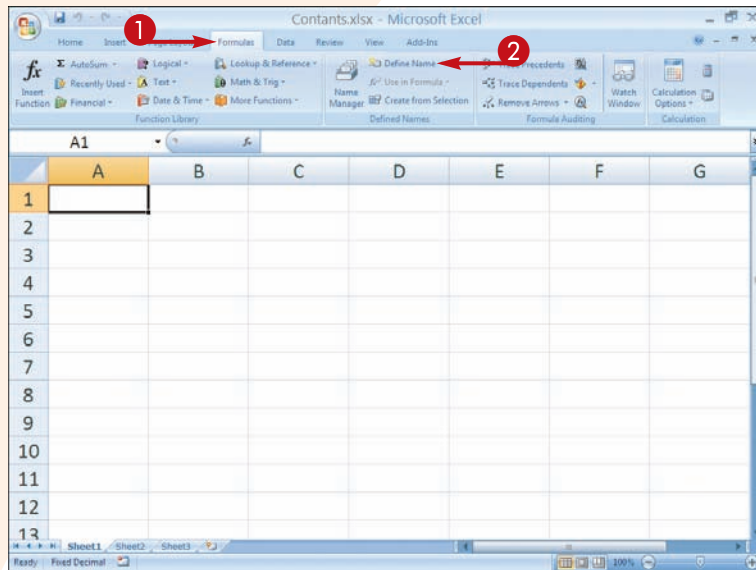 Contants.xlsx - Microsoft Excel
1
Home Insert Formulas Data Review View Add-Ins
2
fx
Insert Function
Σ AutoSum
Recently Used
Financial
Logical
Text
Date & Time
Lookup & Reference
Math & Trig
More Functions
Function Library
Name Manager
Define Name
Use in Formula
Create from Selection
Defined Names
Precedents
Trace Dependents
Remove Arrows
Watch Window
Formula Auditing
Calculation Options
Calculation
A1 fx
A B C D E F G
1
2
3
4
5
6
7
8
9
10
11
12
13
Sheet1 Sheet2 Sheet3
Ready Fixed Decimal 100%